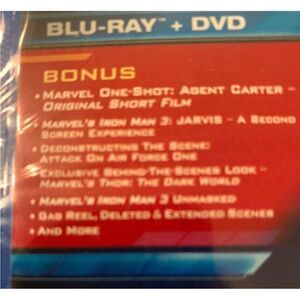 BLU-RAY™ + DVD
BONUS
• MARVEL ONE-SHOT: AGENT CARTER –
ORIGINAL SHORT FILM
• MARVEL'S IRON MAN 3: JARVIS – A SECOND
SCREEN EXPERIENCE
• DECONSTRUCTING THE SCENE:
ATTACK ON AIR FORCE ONE
• EXCLUSIVE BEHIND-THE-SCENES LOOK –
MARVEL'S THOR: THE DARK WORLD
• MARVEL'S IRON MAN 3 UNMASKED
• GAG REEL, DELETED & EXTENDED SCENES
• AND MORE